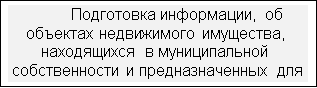 Подготовка информации, об
объектах недвижимого имущества,
находящихся в муниципальной
собственности и предназначенных для